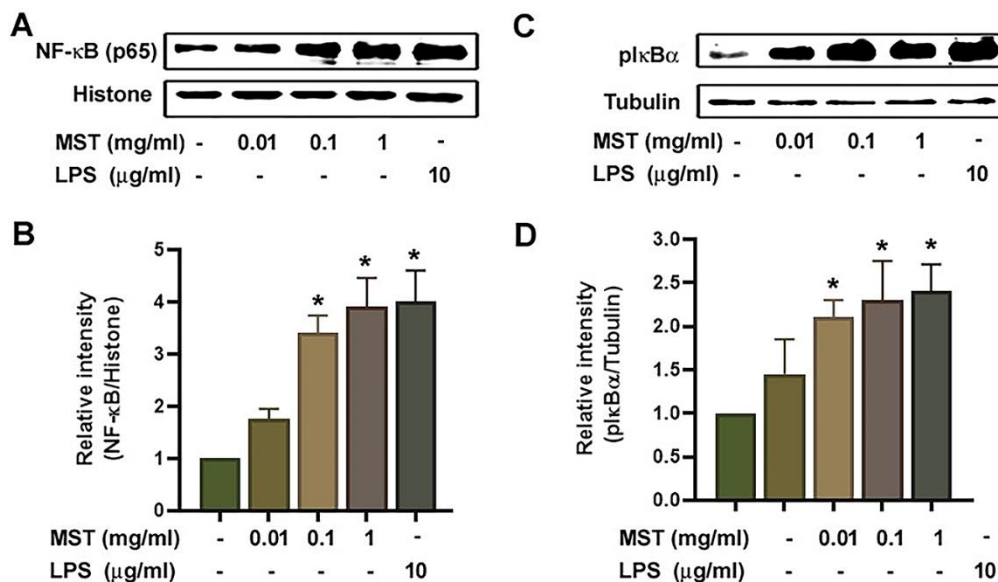 A
NF-κB (p65)
Histone
MST (mg/ml) - 0.01 0.1 1 -
LPS (μg/ml) - - - - 10
B
Relative intensity
(NF-κB/Histone)
5
4
3
2
1
0
* * *
MST (mg/ml) - 0.01 0.1 1 -
LPS (μg/ml) - - - - 10
C
pIκBα
Tubulin
MST (mg/ml) - 0.01 0.1 1 -
LPS (μg/ml) - - - - 10
D
Relative intensity
(pIκBα/Tubulin)
3.0
2.5
2.0
1.5
1.0
0.5
0.0
* * *
MST (mg/ml) - 0.01 0.1 1 -
LPS (μg/ml) - - - - 10